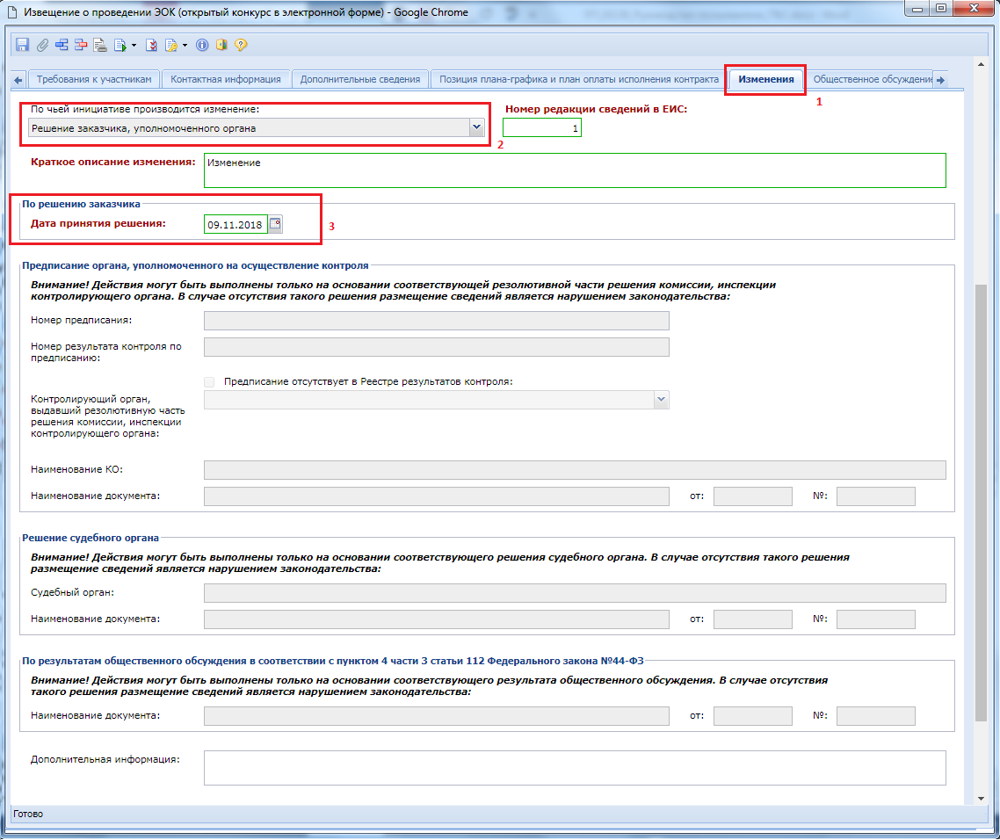 Извещение о проведении ЭОК (открытый конкурс в электронной форме) - Google Chrome
Требования к участникам
Контактная информация
Дополнительные сведения
Позиция плана-графика и план оплаты исполнения контракта
Изменения
Общественное обсуждение
1
По чьей инициативе производится изменение:
Номер редакции сведений в ЕИС:
Решение заказчика, уполномоченного органа
1
2
Краткое описание изменения:
Изменение
По решению заказчика
Дата принятия решения:
09.11.2018
3
Предписание органа, уполномоченного на осуществление контроля
Внимание! Действия могут быть выполнены только на основании соответствующей резолютивной части решения комиссии, инспекции
контролирующего органа. В случае отсутствия такого решения размещение сведений является нарушением законодательства:
Номер предписания:
Номер результата контроля по
предписанию:
Предписание отсутствует в Реестре результатов контроля:
Контролирующий орган,
выдавший резолютивную часть
решения комиссии, инспекции
контролирующего органа:
Наименование КО:
Наименование документа:
от:
№:
Решение судебного органа
Внимание! Действия могут быть выполнены только на основании соответствующего решения судебного органа. В случае отсутствия такого решения
размещение сведений является нарушением законодательства:
Судебный орган:
Наименование документа:
от:
№:
По результатам общественного обсуждения в соответствии с пунктом 4 части 3 статьи 112 Федерального закона №44-ФЗ
Внимание! Действия могут быть выполнены только на основании соответствующего результата общественного обсуждения. В случае отсутствия
такого решения размещение сведений является нарушением законодательства:
Наименование документа:
от:
№:
Дополнительная информация:
Готово